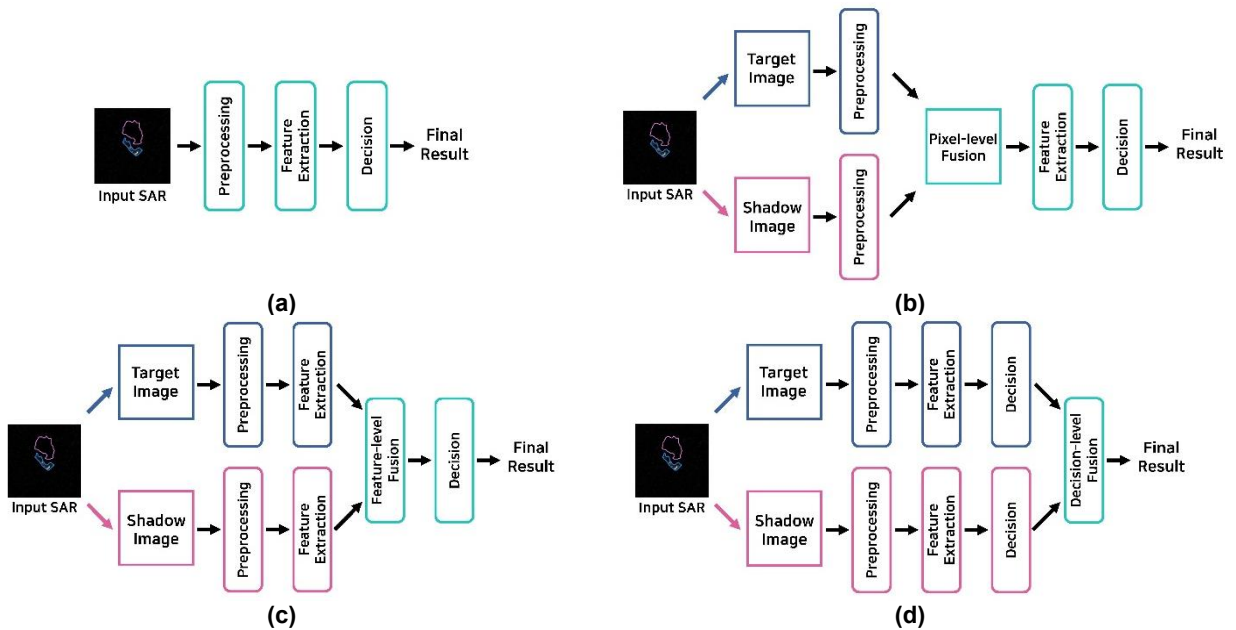 Input SAR
Preprocessing
Feature
Extraction
Decision
Final
Result
(a)
Input SAR
Target
Image
Preprocessing
Shadow
Image
Preprocessing
Pixel-level
Fusion
Feature
Extraction
Decision
Final
Result
(b)
Input SAR
Target
Image
Preprocessing
Feature
Extraction
Shadow
Image
Preprocessing
Feature
Extraction
Feature-level
Fusion
Decision
Final
Result
(c)
Input SAR
Target
Image
Preprocessing
Feature
Extraction
Decision
Shadow
Image
Preprocessing
Feature
Extraction
Decision
Decision-level
Fusion
Final
Result
(d)